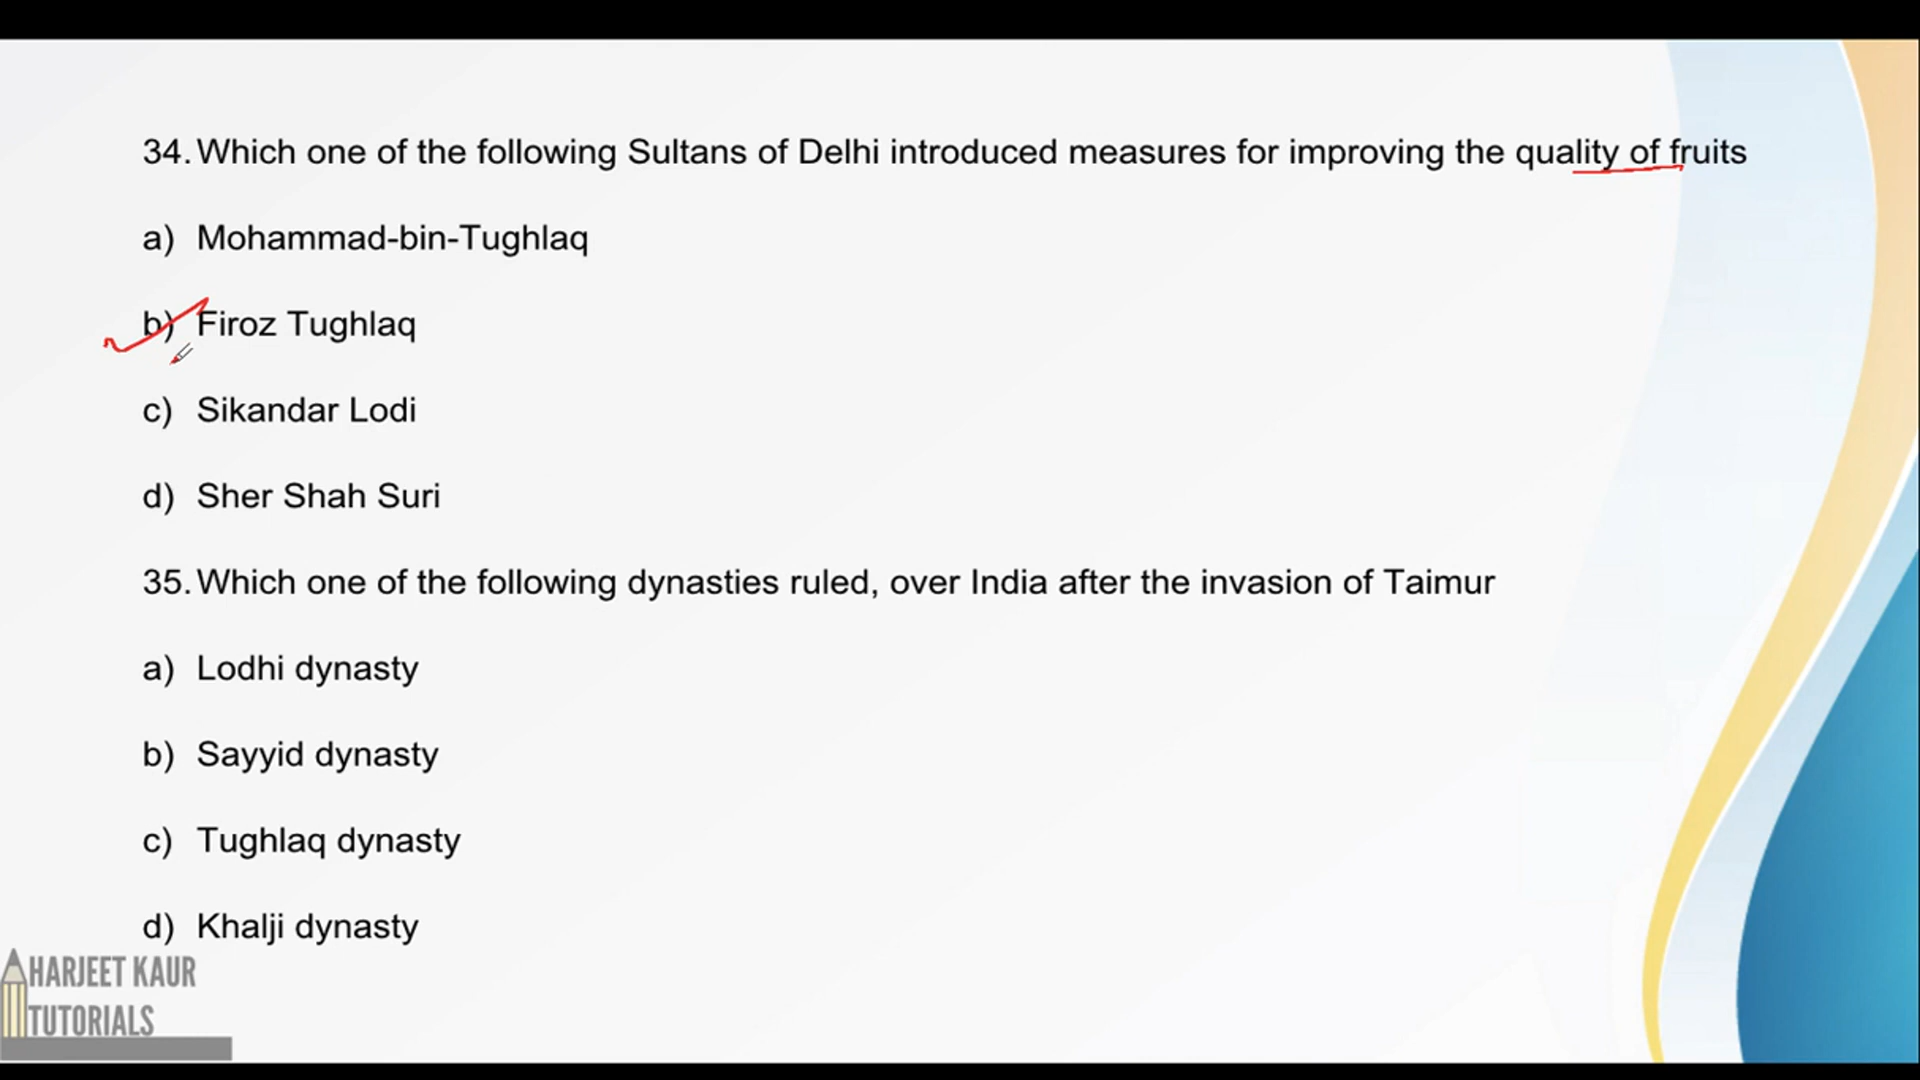 34. Which one of the following Sultans of Delhi introduced measures for improving the quality of fruits
a) Mohammad-bin-Tughlaq
b) Firoz Tughlaq
c) Sikandar Lodi
d) Sher Shah Suri
35. Which one of the following dynasties ruled, over India after the invasion of Taimur
a) Lodhi dynasty
b) Sayyid dynasty
c) Tughlaq dynasty
d) Khalji dynasty
HARJEET KAUR
TUTORIALS